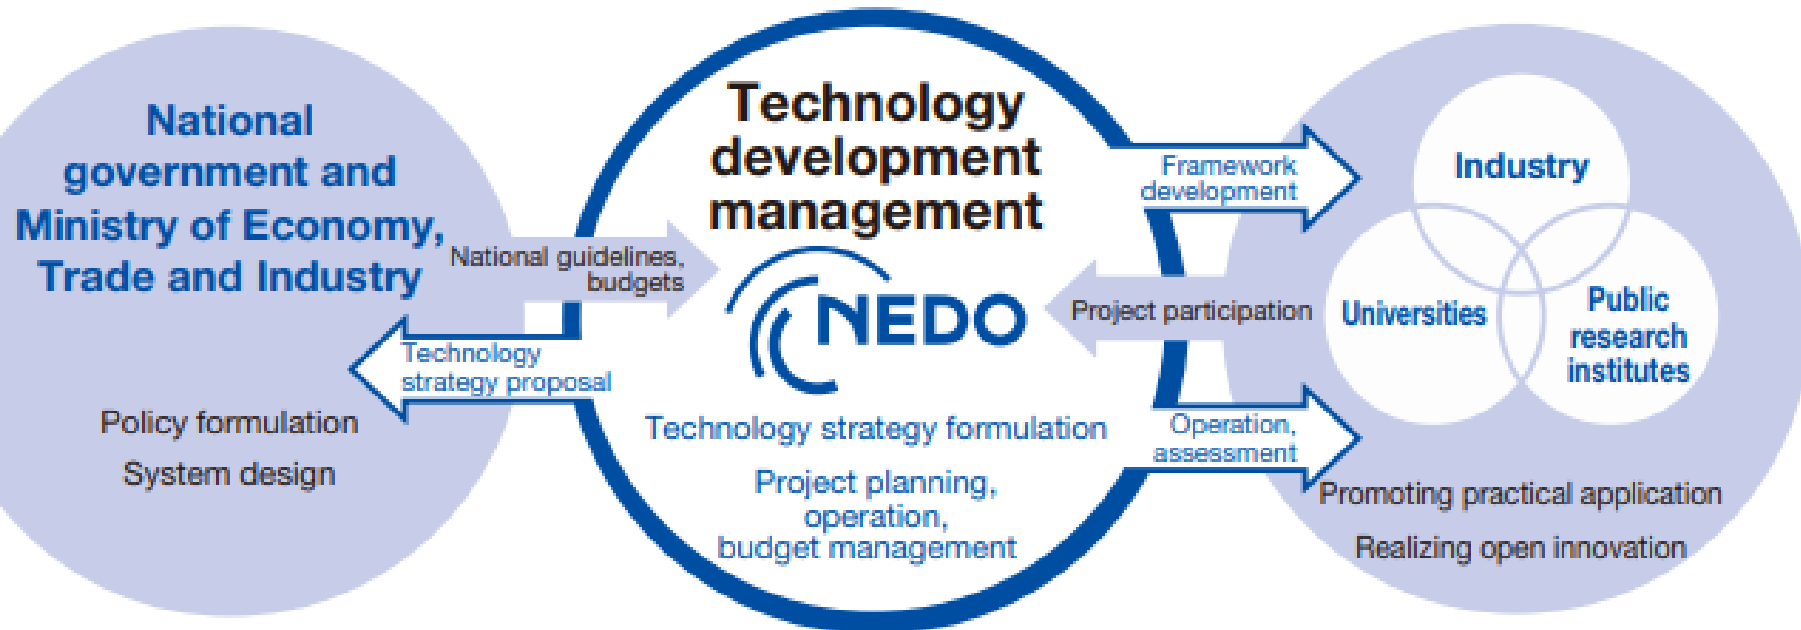 National
government and
Ministry of Economy,
Trade and Industry
Policy formulation
System design
National guidelines,
budgets
Technology
strategy proposal
Technology
development
management
NEDO
Technology strategy formulation
Project planning,
operation,
budget management
Framework
development
Project participation
Operation,
assessment
Industry
Universities
Public
research
institutes
Promoting practical application
Realizing open innovation